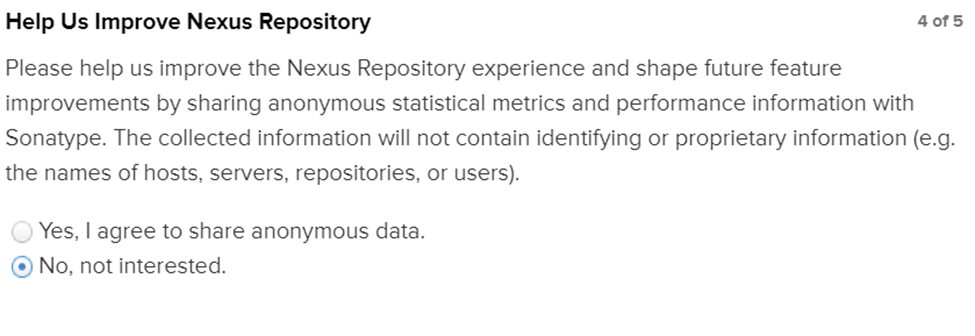 Help Us Improve Nexus Repository
4 of 5
Please help us improve the Nexus Repository experience and shape future feature
improvements by sharing anonymous statistical metrics and performance information with
Sonatype. The collected information will not contain identifying or proprietary information (e.g.
the names of hosts, servers, repositories, or users).
Yes, I agree to share anonymous data.
No, not interested.